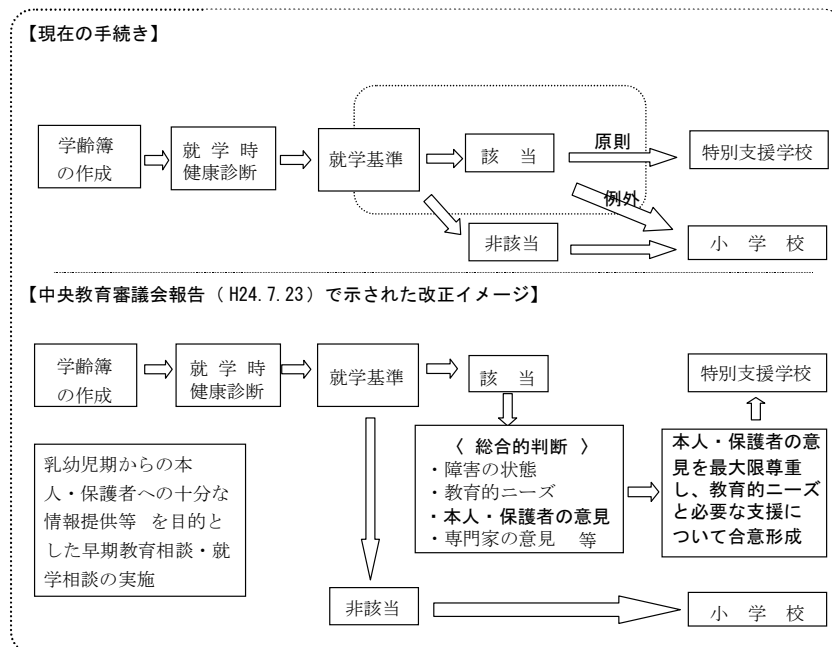 【現在の手続き】
学齢簿
の作成
就学時
健康診断
就学基準
該当
原則
特別支援学校
例外
非該当
小学校
【中央教育審議会報告（H24.7.23）で示された改正イメージ】
学齢簿
の作成
就学時
健康診断
就学基準
該当
特別支援学校
〈 総合的判断 〉
・障害の状態
・教育的ニーズ
・本人・保護者の意見
・専門家の意見 等
本人・保護者の意
見を最大限尊重
し、教育的ニーズ
と必要な支援に
ついて合意形成
乳幼児期からの本
人・保護者への十分な
情報提供等 を目的と
した早期教育相談・就
学相談の実施
非該当
小学校